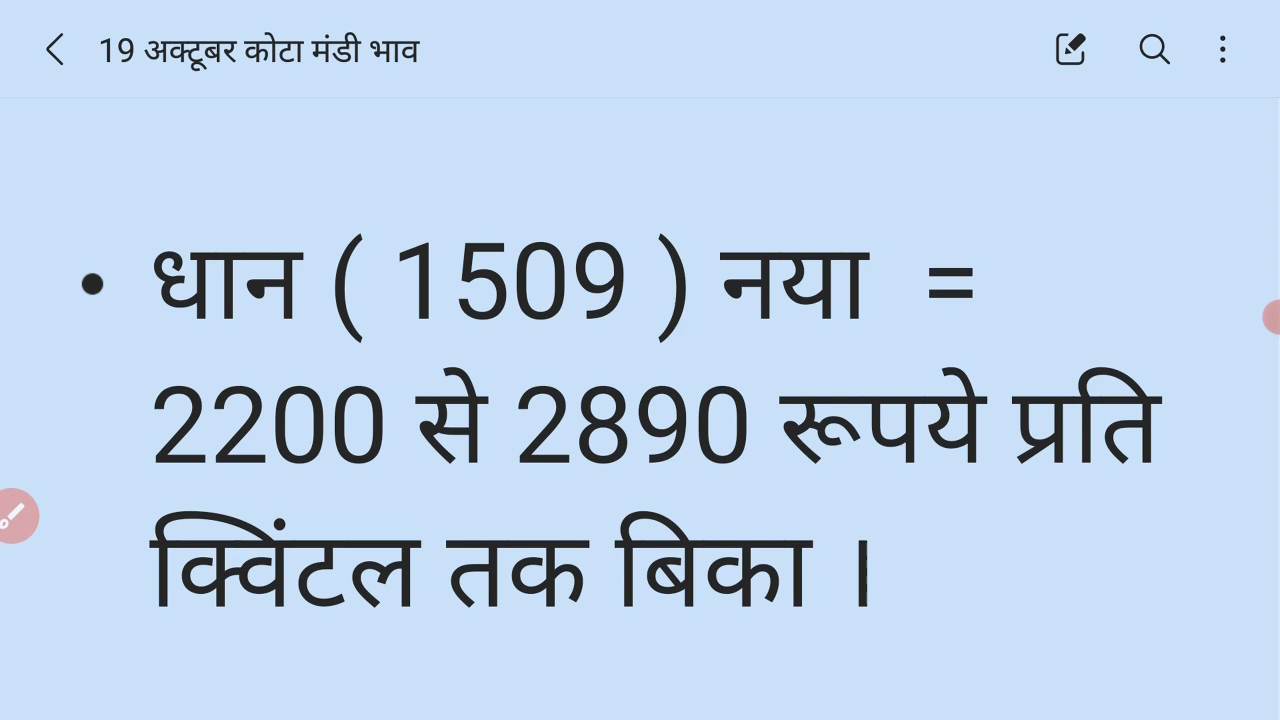 19 अक्टूबर कोटा मंडी भाव
• धान ( 1509 ) नया =
2200 से 2890 रूपये प्रति
क्विंटल तक बिका ।